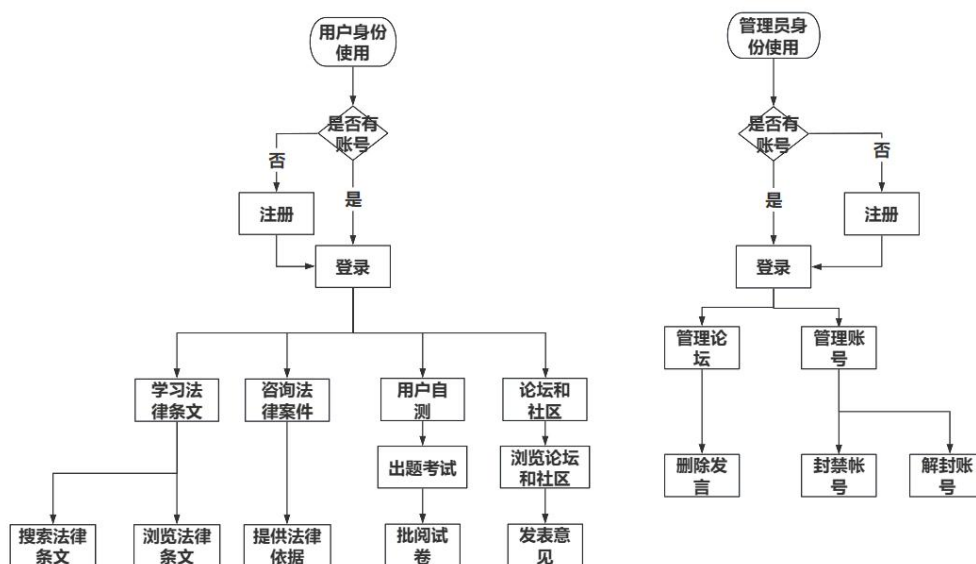 用户身份
使用
管理员身
份使用
是否有
账号
是否有
账号
否
否
是
是
注册
注册
登录
登录
管理论
坛
管理账
号
学习法
律条文
咨询法
律案件
用户自
测
论坛和
社区
出题考试
浏览论坛
和社区
删除发
言
封禁帐
号
解封账
号
搜索法律
条文
浏览法律
条文
提供法律
依据
批阅试
卷
发表意
见